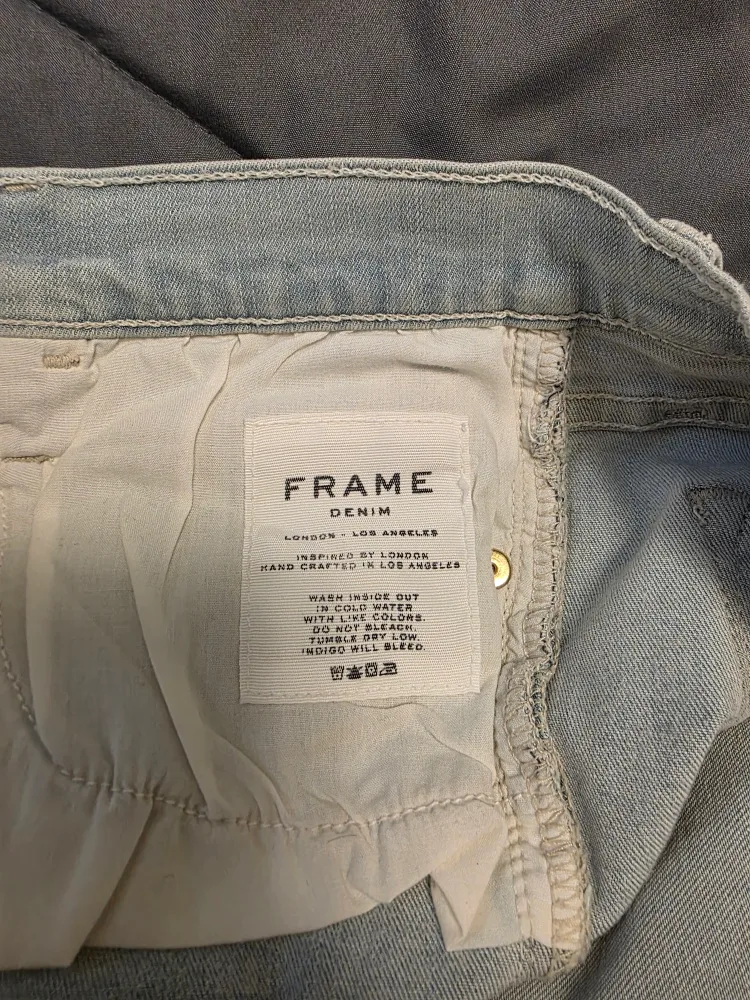 FRAME
DENIM
LONDON - LOS ANGELES
INSPIRED BY LONDON
HAND CRAFTED IN LOS ANGELES
WASH INSIDE OUT
IN COLD WATER
WITH LIKE COLORS.
DO NOT BLEACH.
TUMBLE DRY LOW.
INDIGO WILL BLEED.